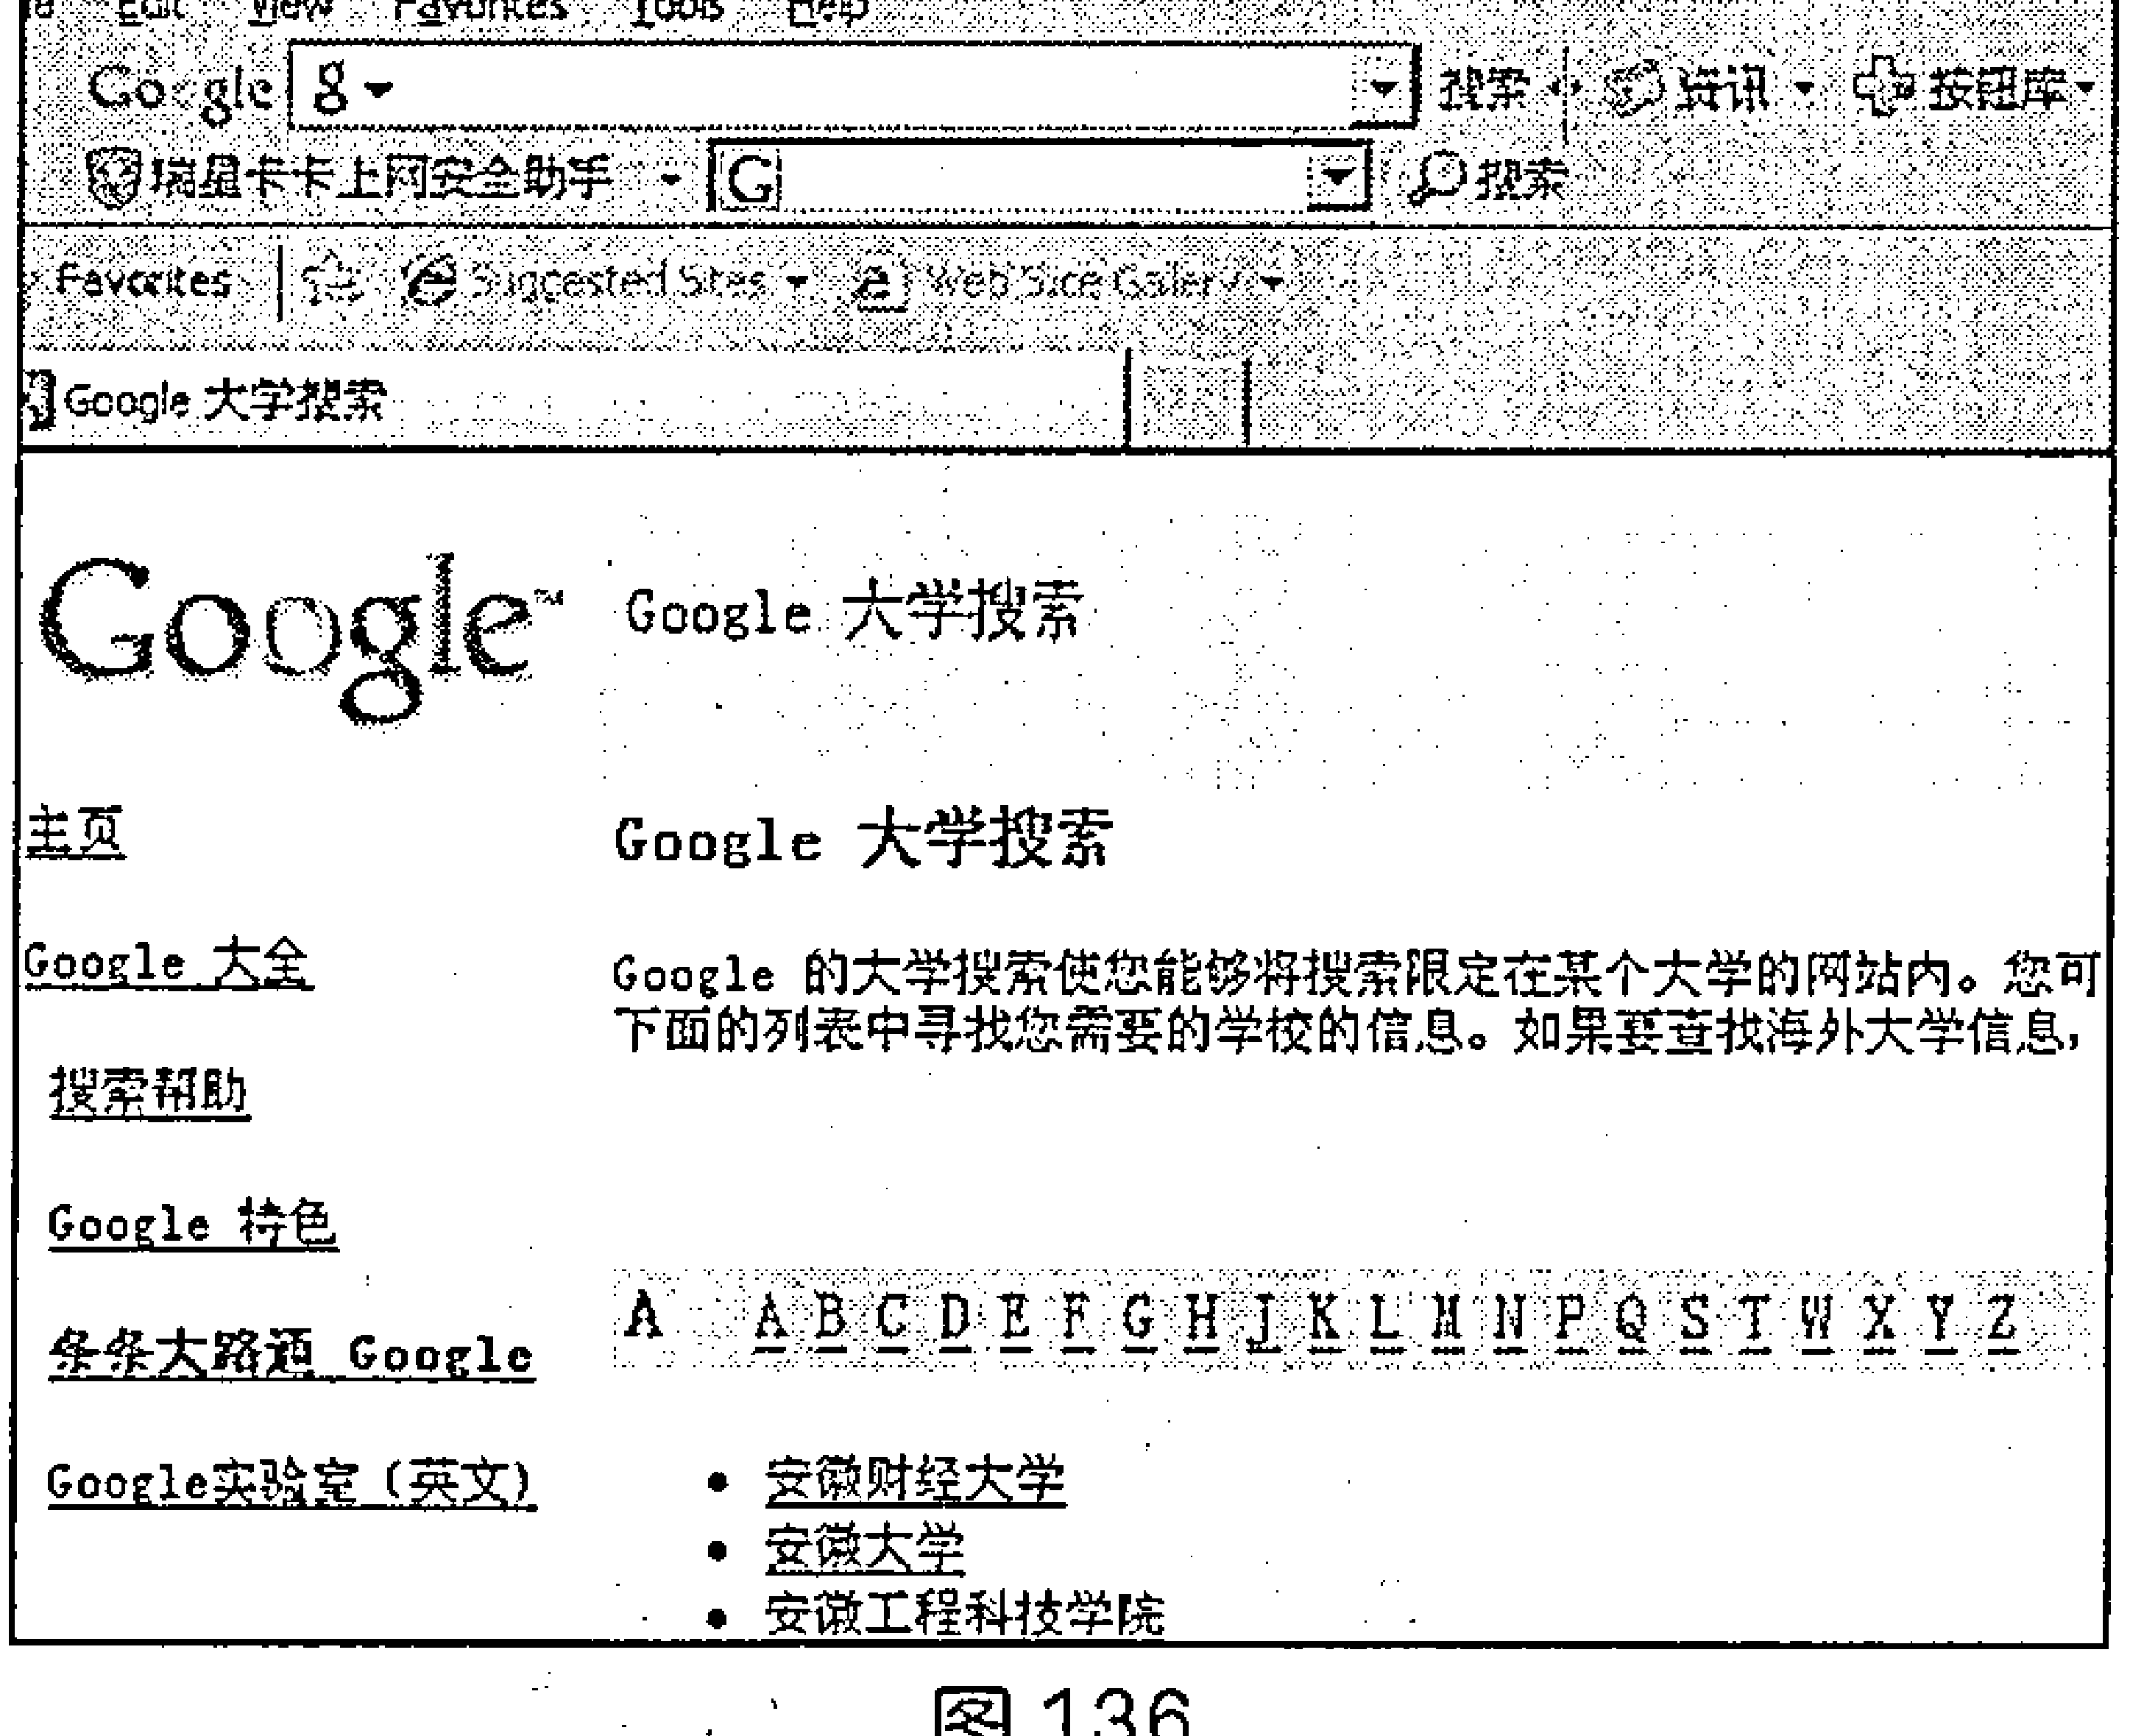 Edit View Favorites Tools Help
Google g 搜索 资讯 按钮库
瑞星卡卡上网安全助手 G 搜索
Favorites Suggested Sites Web Slice Gallery
Google 大学搜索
Google™ Google 大学搜索
主页
Google 大学搜索
Google 大全
Google 的大学搜索使您能够将搜索限定在某个大学的网站内。您可
下面的列表中寻找您需要的学校的信息。如果要查找海外大学信息,
搜索帮助
Google 特色
A A B C D E F G H J K L M N P Q S T W X Y Z
条条大路通 Google
Google实验室 (英文)
• 安徽财经大学
• 安徽大学
• 安徽工程科技学院
图 136